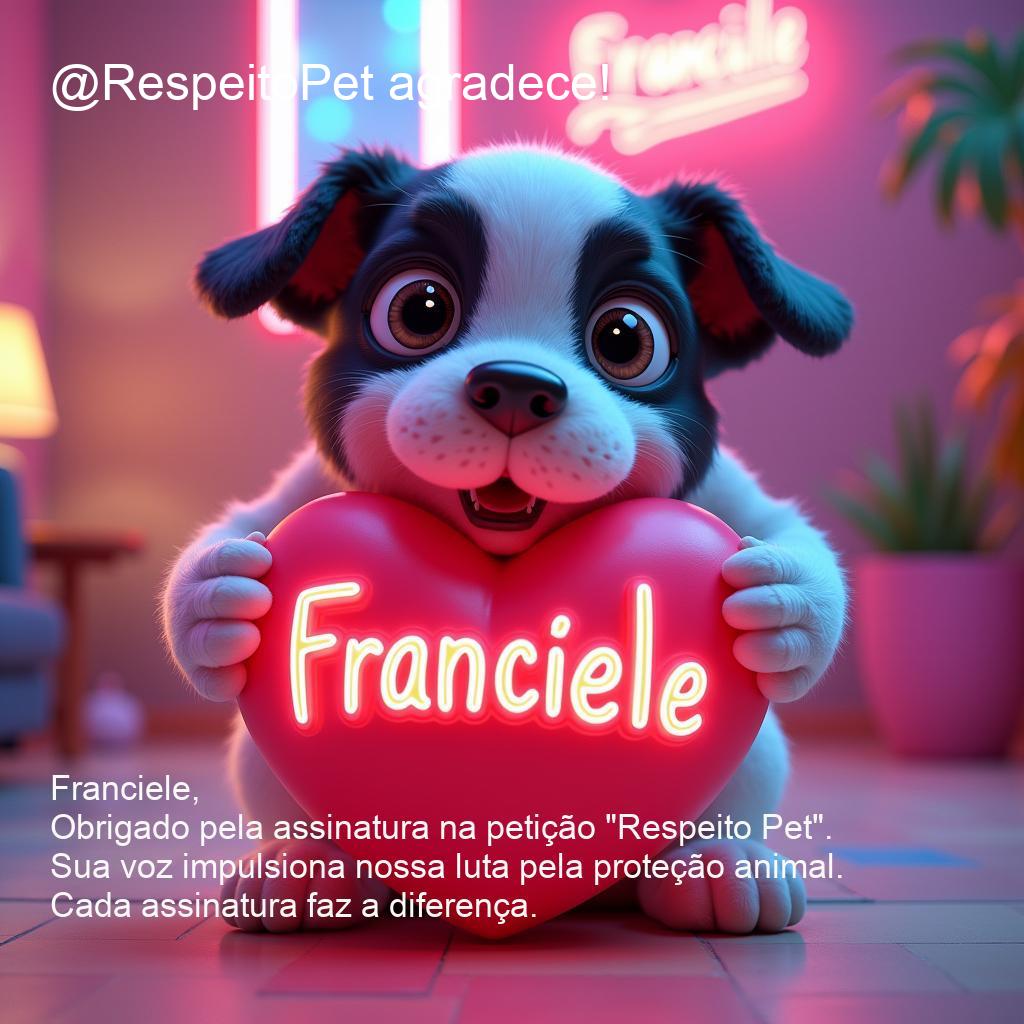 @RespeitoPet agradece!
Francille
Franciele
Franciele,
Obrigado pela assinatura na petição "Respeito Pet".
Sua voz impulsiona nossa luta pela proteção animal.
Cada assinatura faz a diferença.